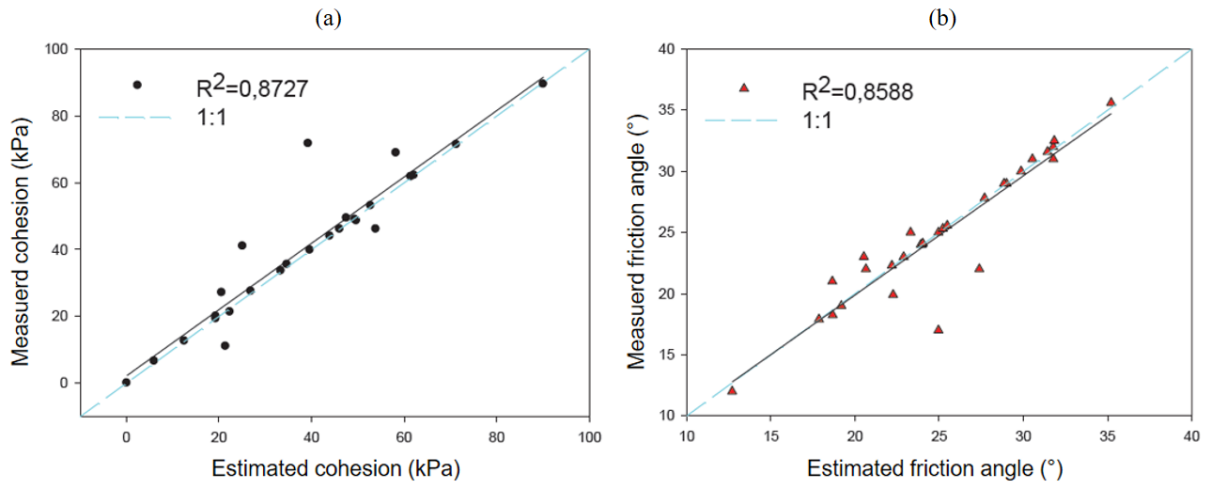 (a)
100
80
60
40
20
0
Measuerd cohesion (kPa)
R2=0,8727
1:1
0 20 40 60 80 100
Estimated cohesion (kPa)
(b)
40
35
30
25
20
15
10
Measuerd friction angle (°)
R2=0,8588
1:1
10 15 20 25 30 35 40
Estimated friction angle (°)